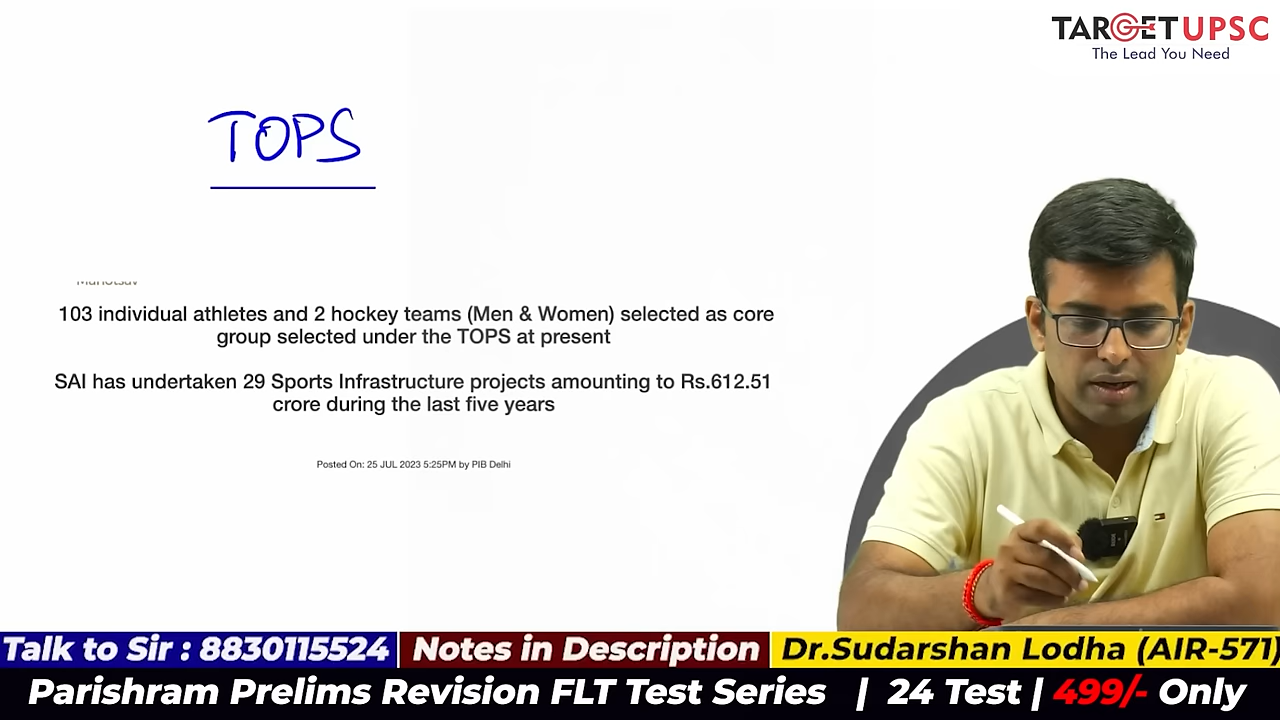 TARGET UPSC
The Lead You Need
TOPS
103 individual athletes and 2 hockey teams (Men & Women) selected as core
group selected under the TOPS at present
SAI has undertaken 29 Sports Infrastructure projects amounting to Rs.612.51
crore during the last five years
Posted On: 25 JUL 2023 5:25PM by PIB Delhi
Talk to Sir : 8830115524
Notes in Description
Dr.Sudarshan Lodha (AIR-571)
Parishram Prelims Revision FLT Test Series | 24 Test | 499/- Only